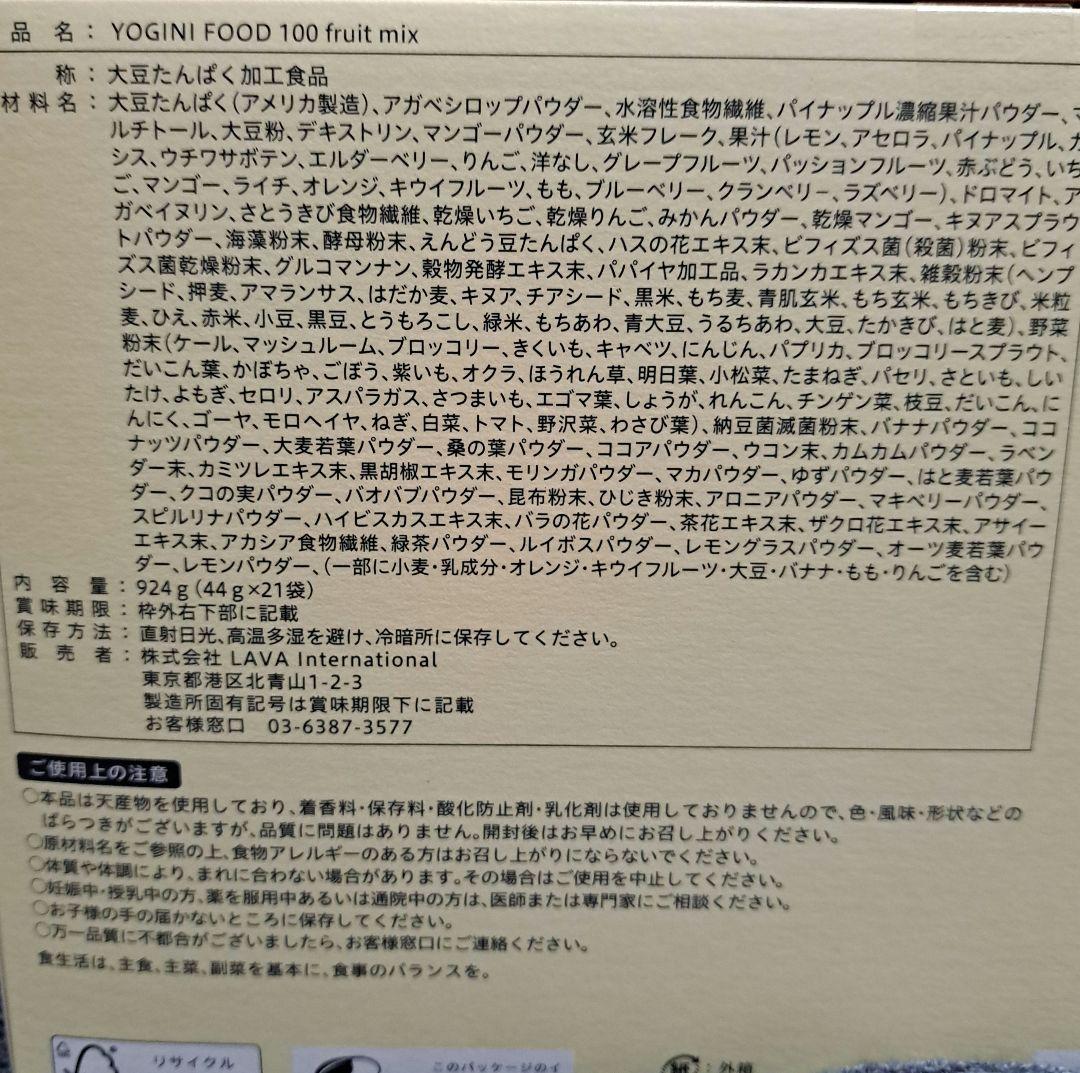 品名： YOGINI FOOD 100 fruit mix
称：大豆たんぱく加工食品
材料名：大豆たんぱく（アメリカ製造）、アガベシロップパウダー、水溶性食物繊維、パイナップル濃縮果汁パウダー、マ
ルチトール、大豆粉、デキストリン、マンゴーパウダー、玄米フレーク、果汁（レモン、アセロラ、パイナップル、カ
シス、ウチワサボテン、エルダーベリー、りんご、洋なし、グレープフルーツ、パッションフルーツ、赤ぶどう、いち
ご、マンゴー、ライチ、オレンジ、キウイフルーツ、もも、ブルーベリー、クランベリー、ラズベリー）、ドロマイト、ア
ガベイヌリン、さとうきび食物繊維、乾燥いちご、乾燥りんご、みかんパウダー、乾燥マンゴー、キヌアスプラウ
トパウダー、海藻粉末、酵母粉末、えんどう豆たんぱく、ハスの花エキス末、ビフィズス菌（殺菌）粉末、ビフィ
ズス菌乾燥粉末、グルコマンナン、穀物発酵エキス末、パパイヤ加工品、ラカンカエキス末、雑穀粉末（ヘンプ
シード、押麦、アマランサス、はだか麦、キヌア、チアシード、黒米、もち麦、青肌玄米、もち玄米、もちきび、米粒
麦、ひえ、赤米、小豆、黒豆、とうもろこし、緑米、もちあわ、青大豆、うるちあわ、大豆、たかきび、はと麦）、野菜
粉末（ケール、マッシュルーム、ブロッコリー、きくいも、キャベツ、にんじん、パプリカ、ブロッコリースプラウト、
だいこん葉、かぼちゃ、ごぼう、紫いも、オクラ、ほうれん草、明日葉、小松菜、たまねぎ、パセリ、さといも、しい
たけ、よもぎ、セロリ、アスパラガス、さつまいも、エゴマ葉、しょうが、れんこん、チンゲン菜、枝豆、だいこん、に
んにく、ゴーヤ、モロヘイヤ、ねぎ、白菜、トマト、野沢菜、わさび葉）、納豆菌滅菌粉末、バナナパウダー、ココ
ナッツパウダー、大麦若葉パウダー、桑の葉パウダー、ココアパウダー、ウコン末、カムカムパウダー、ラベン
ダー末、カミツレエキス末、黒胡椒エキス末、モリンガパウダー、マカパウダー、ゆずパウダー、はと麦若葉パウ
ダー、クコの実パウダー、バオバブパウダー、昆布粉末、ひじき粉末、アロニアパウダー、マキベリーパウダー、
スピルリナパウダー、ハイビスカスエキス末、バラの花パウダー、茶花エキス末、ザクロ花エキス末、アサイー
エキス末、アカシア食物繊維、緑茶パウダー、ルイボスパウダー、レモングラスパウダー、オーツ麦若葉パウ
ダー、レモンパウダー、（一部に小麦・乳成分・オレンジ・キウイフルーツ・大豆・バナナ・もも・りんごを含む）
内容量：924g（44g×21袋）
賞味期限：枠外右下部に記載
保存方法：直射日光、高温多湿を避け、冷暗所に保存してください。
販売者：株式会社 LAVA International
東京都港区北青山1-2-3
製造所固有記号は賞味期限下に記載
お客様窓口 03-6387-3577
ご使用上の注意
○本品は天産物を使用しており、着香料・保存料・酸化防止剤・乳化剤は使用しておりませんので、色・風味・形状などの
ばらつきがございますが、品質に問題はありません。開封後はお早めにお召し上がりください。
○原材料名をご参照の上、食物アレルギーのある方はお召し上がりにならないでください。
○体質や体調により、まれに合わない場合があります。その場合はご使用を中止してください。
○妊娠中・授乳中の方、薬を服用中あるいは通院中の方は、医師または専門家にご相談ください。
○お子様の手の届かないところに保存してください。
○万一品質に不都合がございましたら、お客様窓口にご連絡ください。
食生活は、主食、主菜、副菜を基本に、食事のバランスを。
リサイクル
このパッケージのイ
紙：外箱